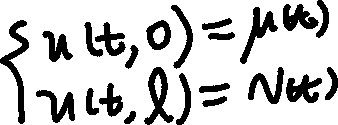 u(t, 0) = μ(t)
u(t, l) = ν(t)